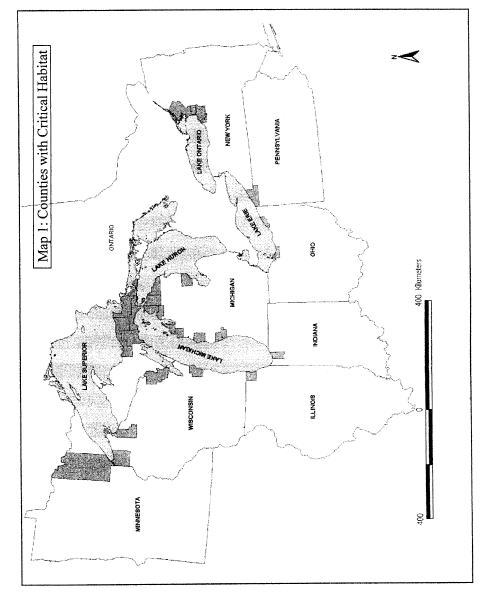 Map 1: Counties with Critical Habitat
ONTARIO
LAKE SUPERIOR
LAKE HURON
LAKE ONTARIO
NEW YORK
MINNESOTA
WISCONSIN
LAKE MICHIGAN
MICHIGAN
LAKE ERIE
PENNSYLVANIA
ILLINOIS
INDIANA
OHIO
N
400
0
400 Kilometers